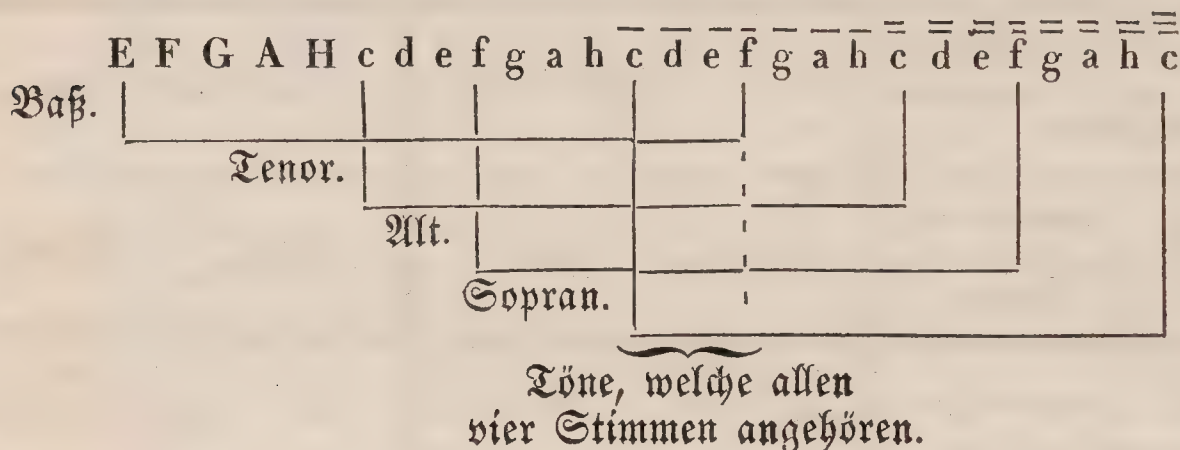 E F G A H c d e f g a h c̅ d̅ e̅ f̅ g̅ a̅ h̅ c̿ d̿ e̿ f̿ g̿ a̿ h̿ c̿̅
Baß.
Tenor.
Alt.
Sopran.
Töne, welche allen
vier Stimmen angehören.